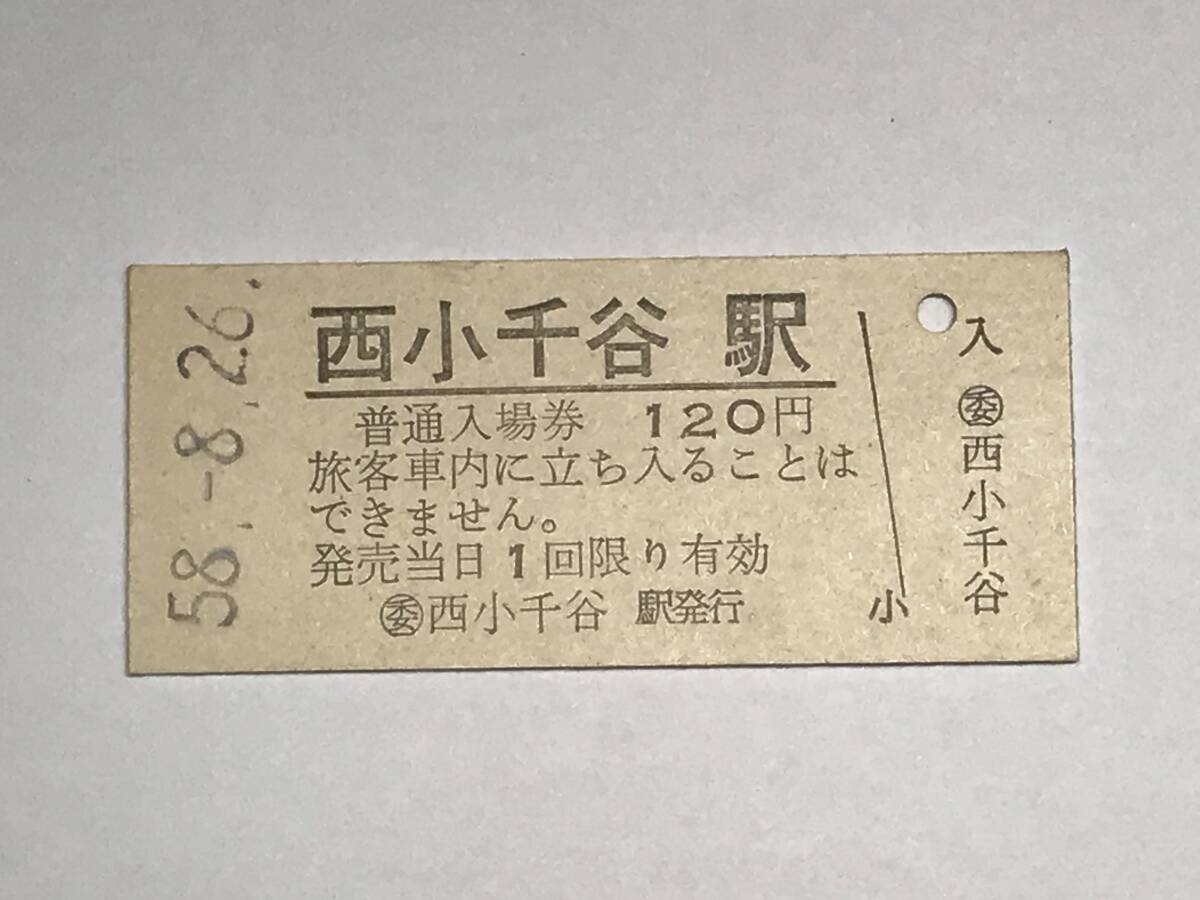 58.-8.26.
西小千谷 駅
普通入場券 120円
旅客車内に立ち入ることは
できません。
発売当日1回限り有効
㊙西小千谷 駅発行
小
入
委西小千谷